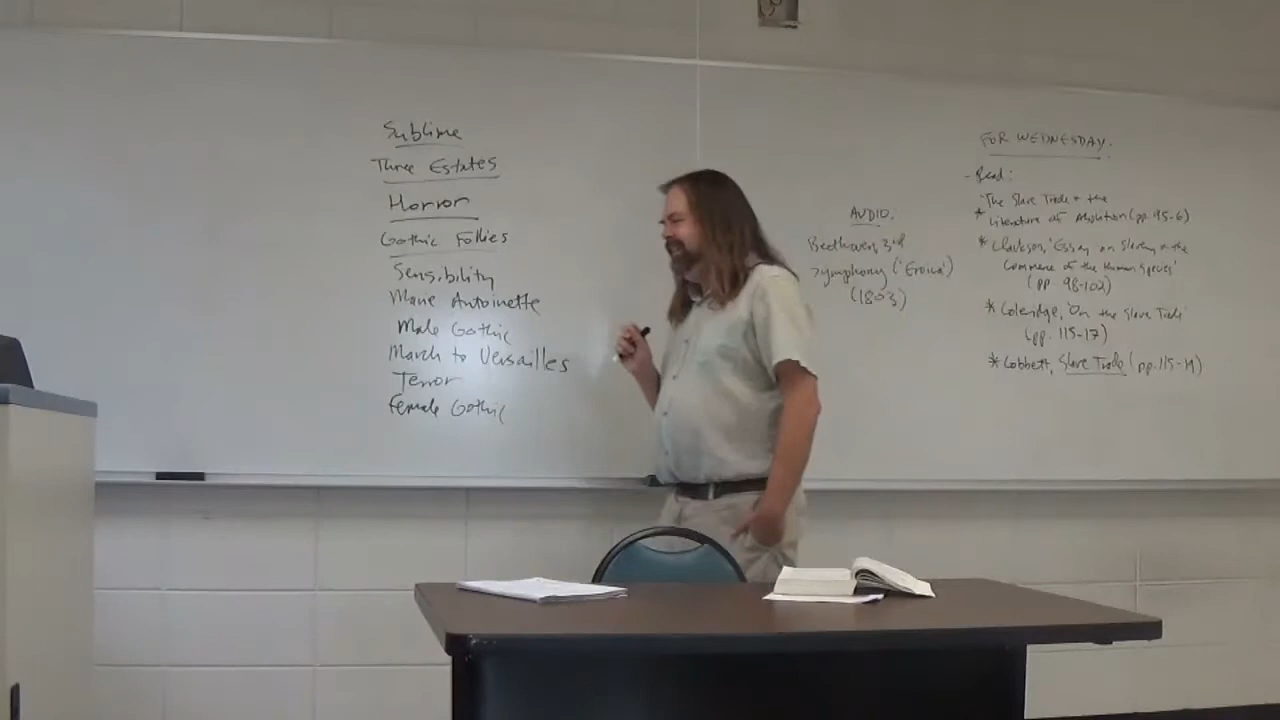 Sublime
Three Estates
Horror
Gothic Follies
Sensibility
Marie Antoinette
Male Gothic
March to Versailles
Terror
Female Gothic
AUDIO.
Beethoven, 3rd
Symphony ('Eroica')
(1803)
FOR WEDNESDAY.
- Read:
"The Slave Trade & the
* Literature of Abolition (pp. 95-6)
* Clarkson, 'Essay on Slavery & the
Commerce of the Human Species'
(pp. 98-102)
* Coleridge, 'On the Slave Trade'
(pp. 115-17)
* Cobbett, Slave Trade (pp. 115-)